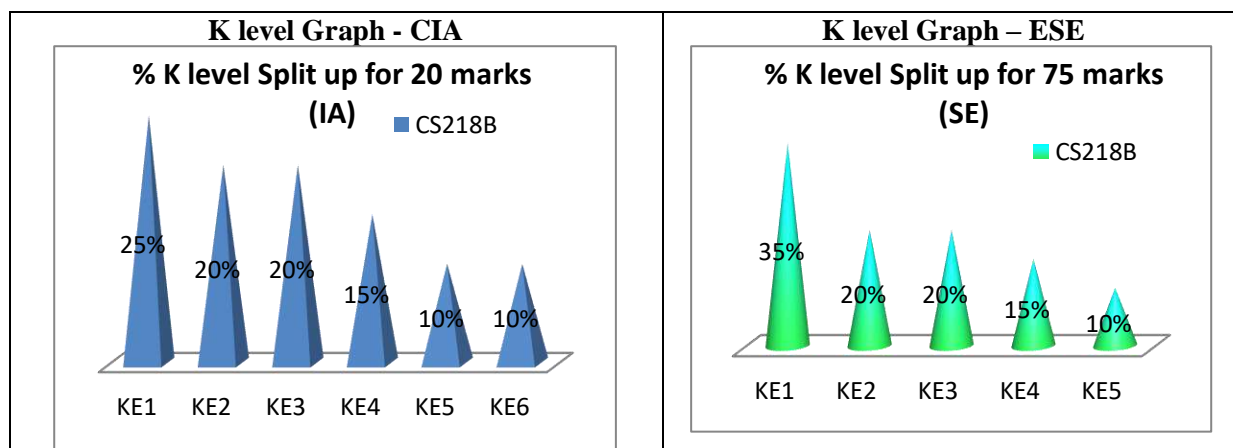 K level Graph - CIA
% K level Split up for 20 marks
(IA)
CS218B
25%
20%
20%
15%
10%
10%
KE1 KE2 KE3 KE4 KE5 KE6
K level Graph – ESE
% K level Split up for 75 marks
(SE)
CS218B
35%
20%
20%
15%
10%
KE1 KE2 KE3 KE4 KE5